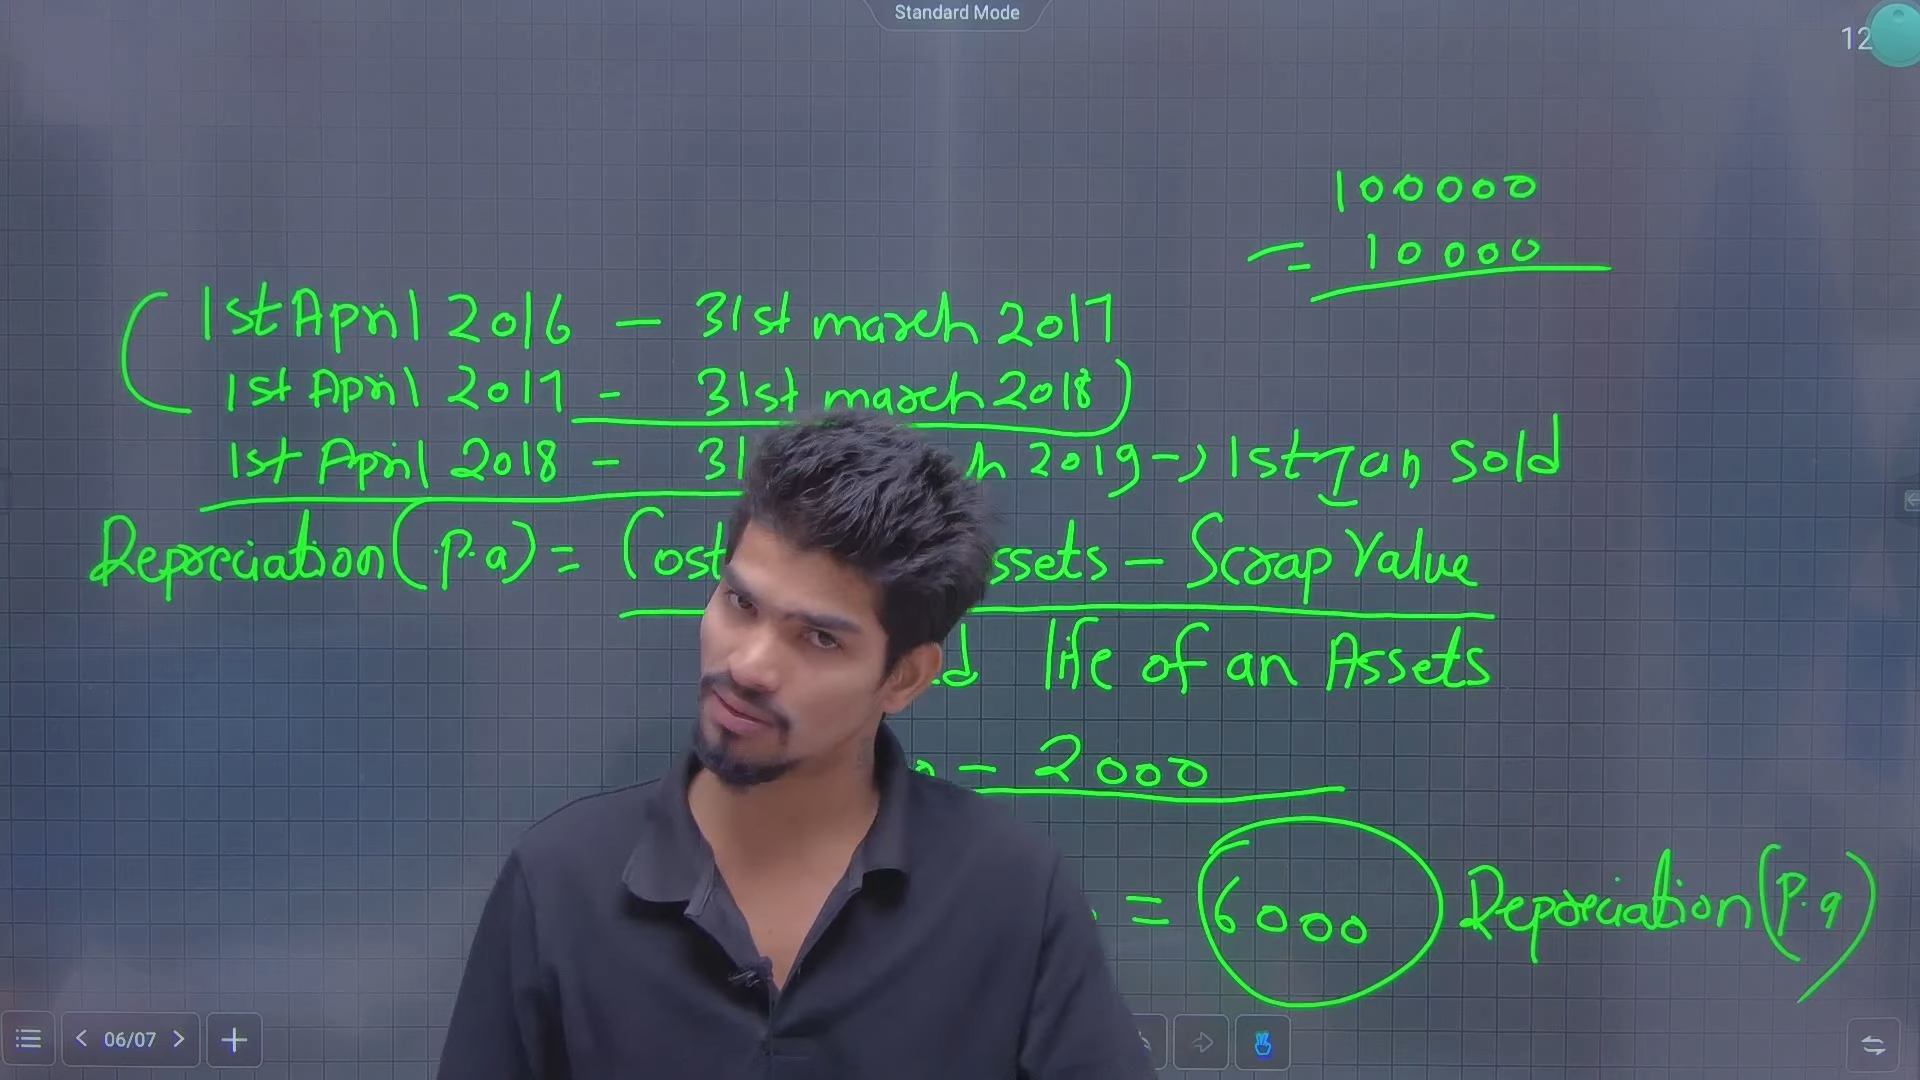 Standard Mode
12
100000
- = 10000
1st April 2016 - 31st march 2017
1st April 2017 - 31st march 2018
1st April 2018 - 31 2019 → 1st Jan sold
Depreciation (p.a) = Cost ssets - Scrap Value
life of an Assets
- 2000
= 6000 Depreciation (p.a)
06/07